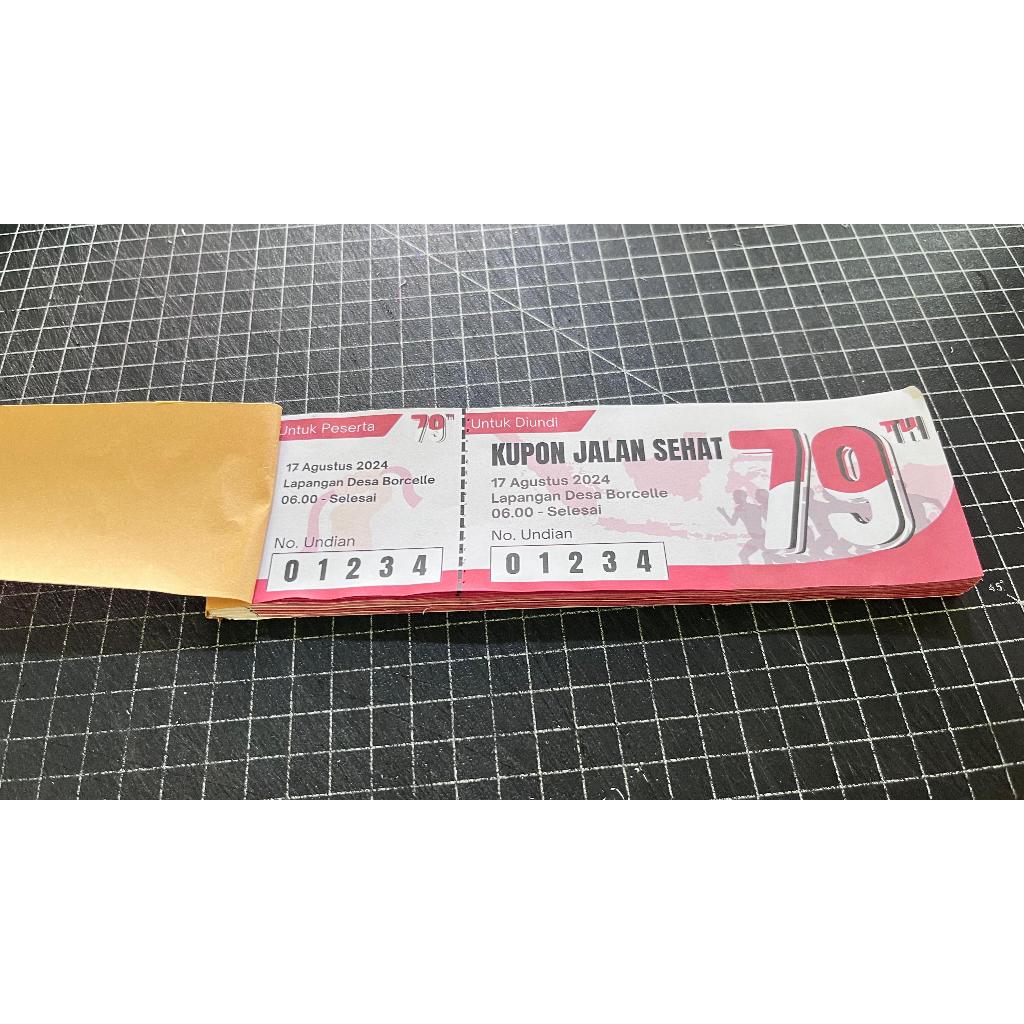 Untuk Peserta
79TH
17 Agustus 2024
Lapangan Desa Borcelle
06.00 - Selesai
No. Undian
0 1 2 3 4
Untuk Diundi
KUPON JALAN SEHAT
17 Agustus 2024
Lapangan Desa Borcelle
06.00 - Selesai
No. Undian
0 1 2 3 4
79TH
45°